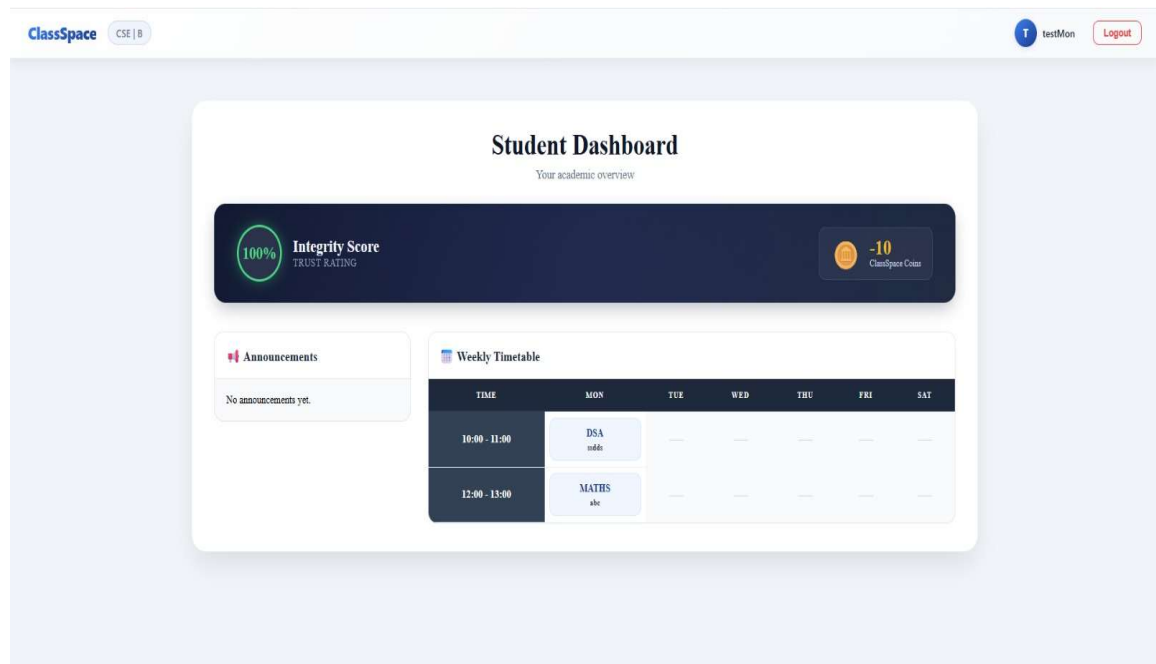 ClassSpace CSE | B T testMon Logout
Student Dashboard
Your academic overview
100% Integrity Score
TRUST RATING
-10
ClassSpace Coins
Announcements
No announcements yet.
Weekly Timetable
TIME MON TUE WED THU FRI SAT
10:00 - 11:00 DSA — — — — —
12:00 - 13:00 MATHS — — — — —
abc